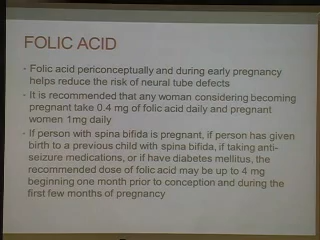 FOLIC ACID
- Folic acid periconceptually and during early pregnancy
helps reduce the risk of neural tube defects
- It is recommended that any woman considering becoming
pregnant take 0.4 mg of folic acid daily and pregnant
women 1mg daily
- If person with spina bifida is pregnant, if person has given
birth to a previous child with spina bifida, if taking anti-
seizure medications, or if have diabetes mellitus, the
recommended dose of folic acid may be up to 4 mg
beginning one month prior to conception and during the
first few months of pregnancy